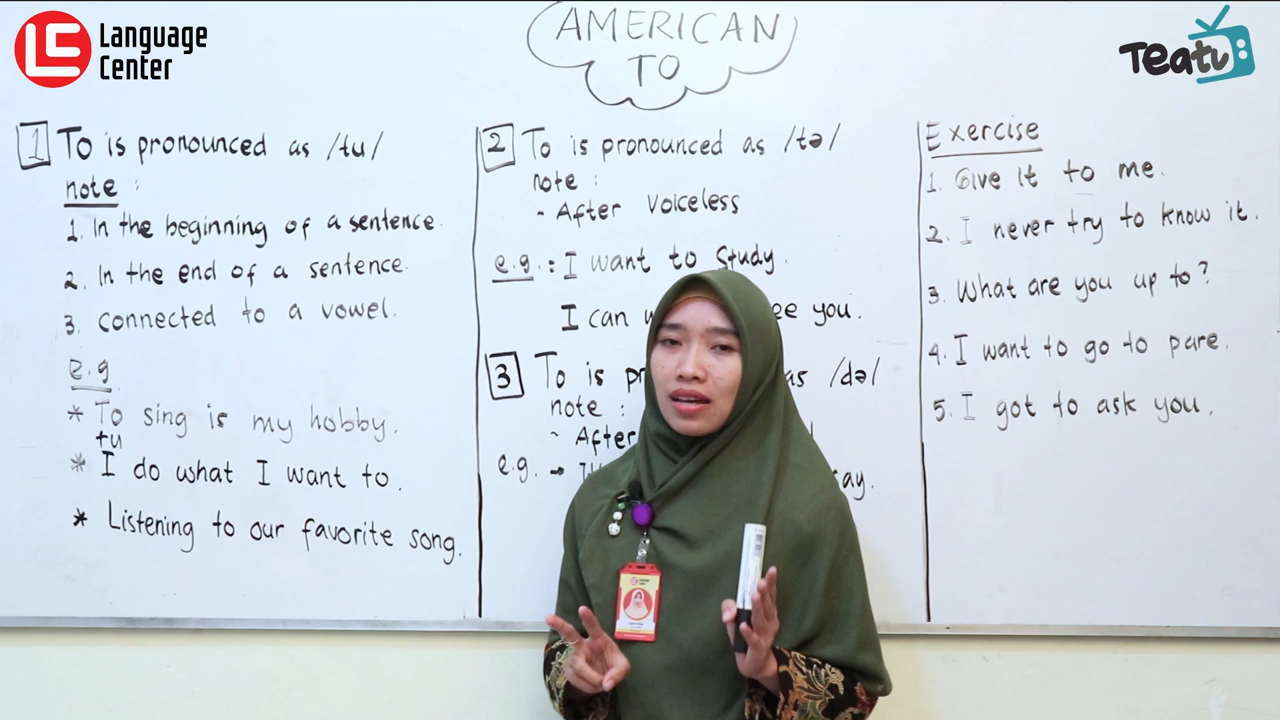 LC Language Center
TeaTV
AMERICAN
TO
1 To is pronounced as /tu/
note :
1. In the beginning of a sentence.
2. In the end of a sentence.
3. connected to a vowel.
e.g
* To sing is my hobby.
tu
* I do what I want to.
* Listening to our favorite song.
2 To is pronounced as /tə/
note :
- After voiceless
e.g. : I want to study.
I can ee you.
3 To is pr as /də/
note :
- After
e.g. → say.
Exercise
1. Give it to me.
2. I never try to know it.
3. What are you up to?
4. I want to go to pare.
5. I got to ask you.